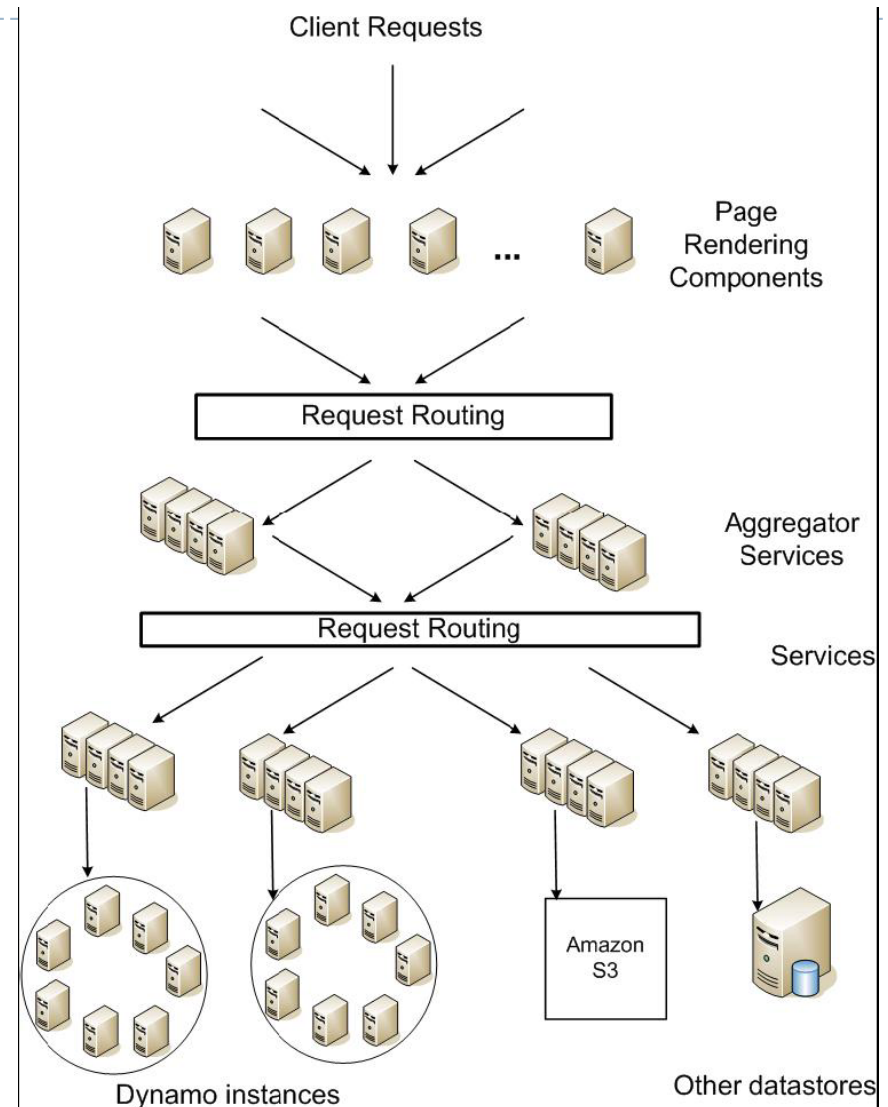 Client Requests
Page
Rendering
Components
...
Request Routing
Aggregator
Services
Request Routing
Services
Amazon
S3
Dynamo instances
Other datastores